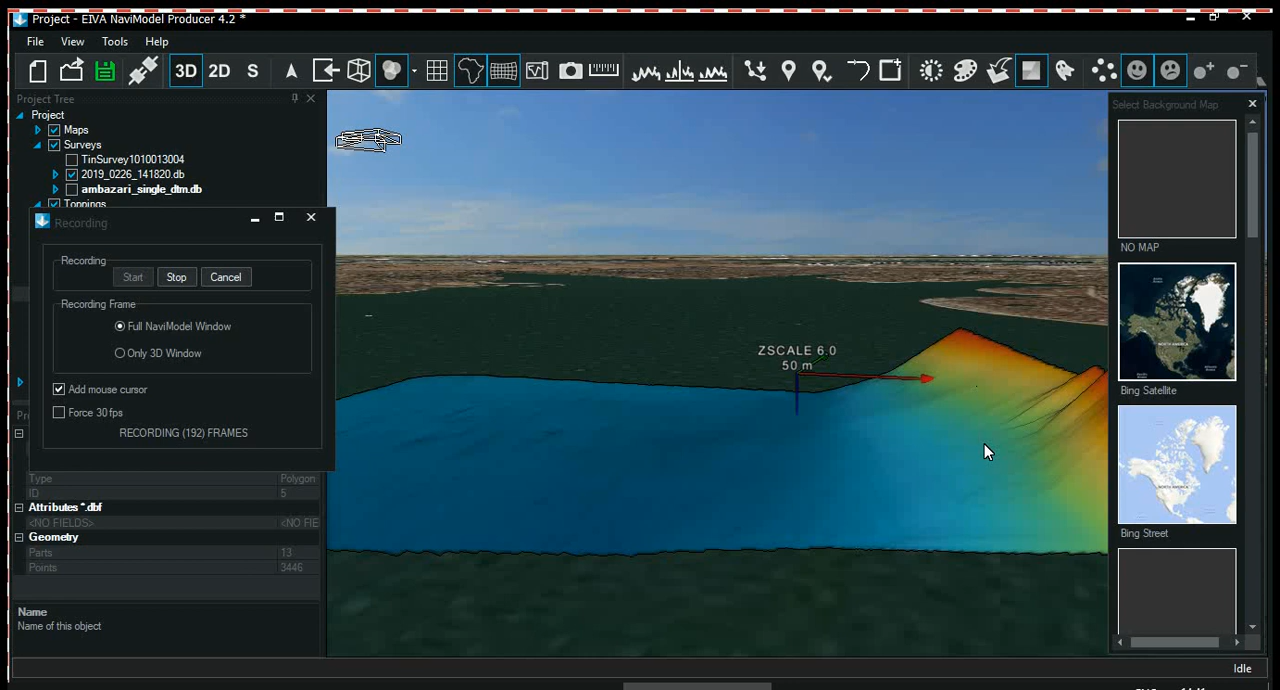 Project - EIVA NaviModel Producer 4.2 *
File View Tools Help
3D 2D S
Project Tree
Project
Maps
Surveys
TinSurvey1010013004
2019_0226_141820.db
ambazari_single_dtm.db
Toppings
Recording
Recording
Start Stop Cancel
Recording Frame
Full NaviModel Window
Only 3D Window
Add mouse cursor
Force 30 fps
RECORDING (192) FRAMES
Type Polygon
ID 5
Attributes *.dbf
<NO FIELDS> <NO FIE
Geometry
Parts 13
Points 3446
Name
Name of this object
ZSCALE 6.0
50 m
Select Background Map
NO MAP
Bing Satellite
Bing Street
Idle